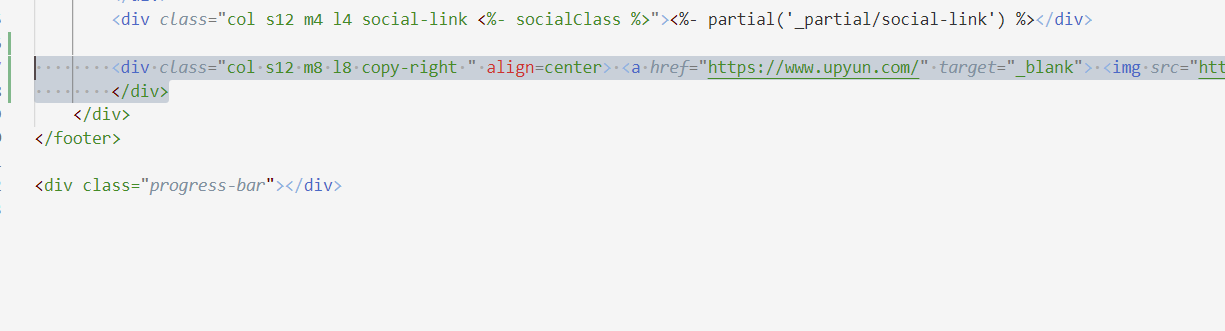 <div class="col s12 m4 l4 social-link <%- socialClass %>"><%- partial('_partial/social-link') %></div>
<div class="col s12 m8 l8 copy-right " align=center> <a href="https://www.upyun.com/" target="_blank"> <img src="htt
</div>
</div>
</footer>
<div class="progress-bar"></div>